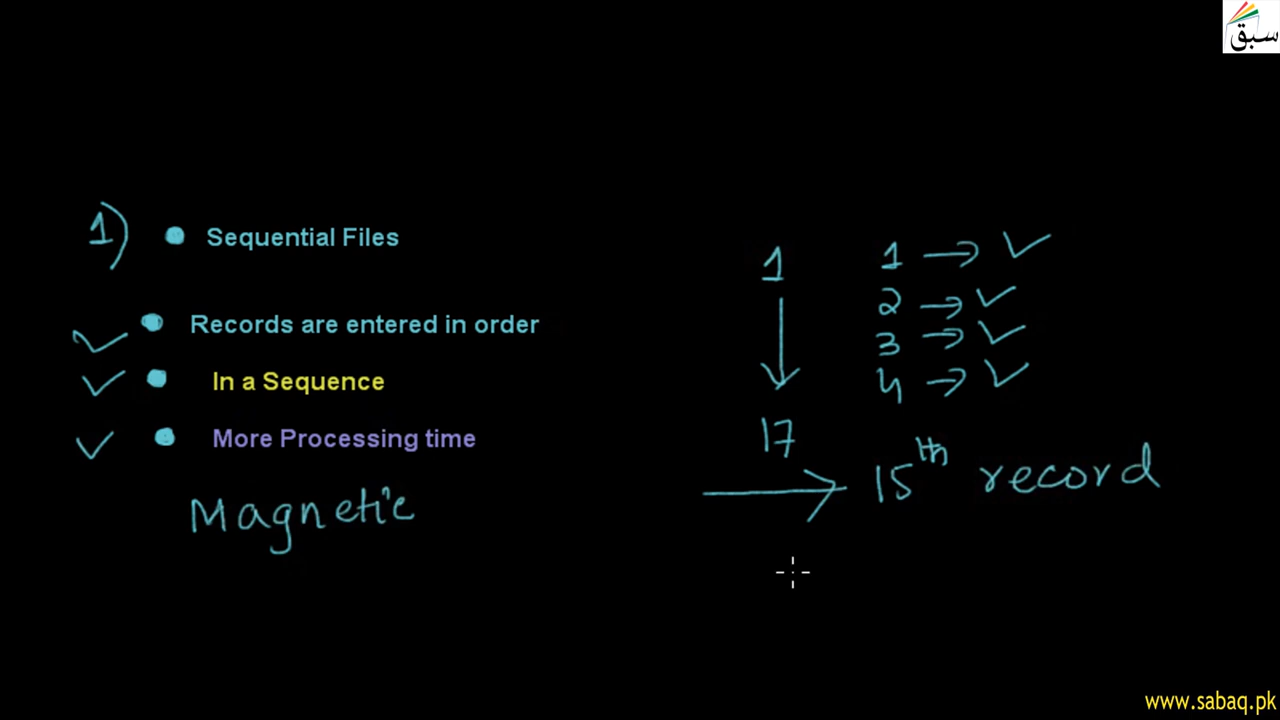 سبق
1) • Sequential Files
• Records are entered in order
• In a Sequence
• More Processing time
Magnetic
1
17
1 → ✓
2 → ✓
3 → ✓
4 → ✓
→ 15th record
www.sabaq.pk